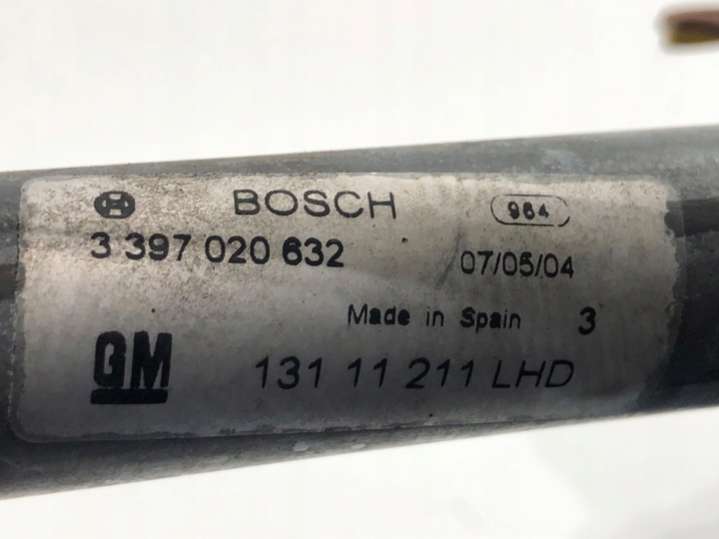 BOSCH 964
3 397 020 632 07/05/04
Made in Spain 3
GM 131 11 211 LHD